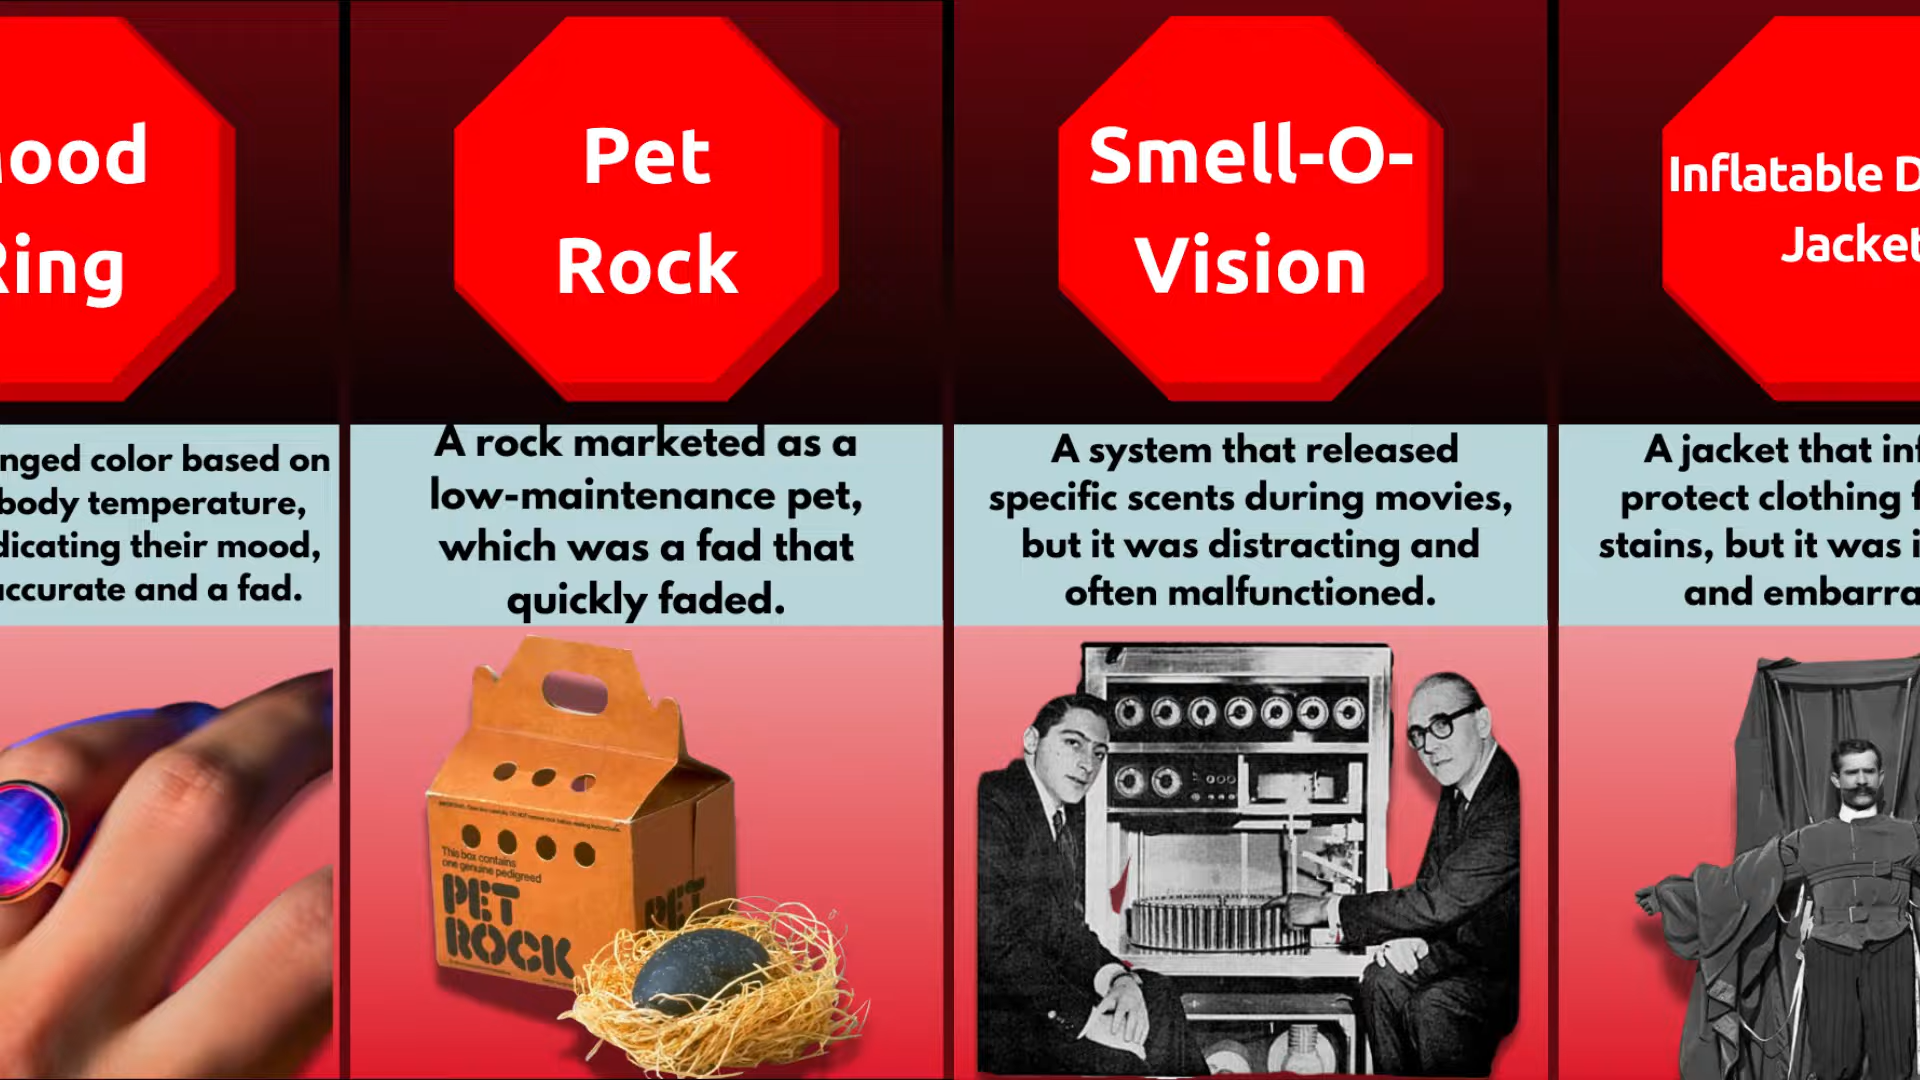 ood
Ring
nged color based on
body temperature,
dicating their mood,
accurate and a fad.
Pet
Rock
A rock marketed as a
low-maintenance pet,
which was a fad that
quickly faded.
This box contains
one genuine pedigreed
PET
ROCK
PET
Smell-O-
Vision
A system that released
specific scents during movies,
but it was distracting and
often malfunctioned.
Inflatable D
Jacket
A jacket that inf
protect clothing f
stains, but it was i
and embarra